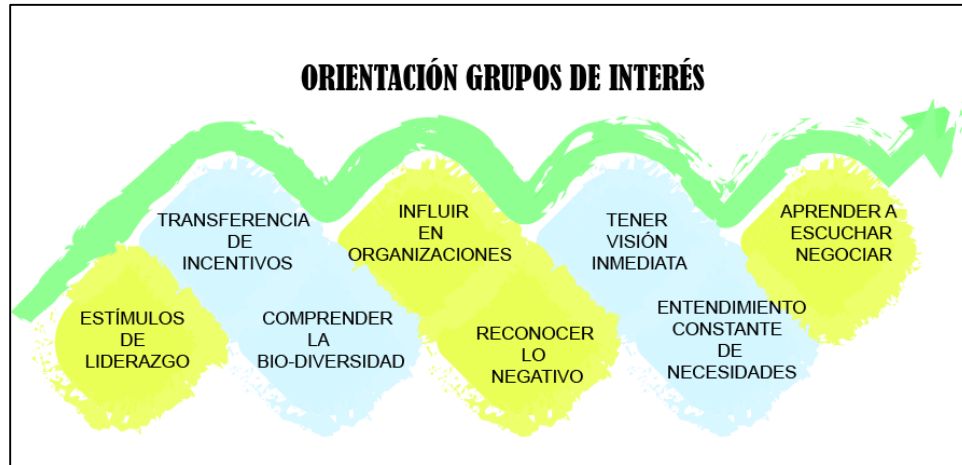 ORIENTACIÓN GRUPOS DE INTERÉS
ESTÍMULOS
DE
LIDERAZGO
TRANSFERENCIA
DE
INCENTIVOS
COMPRENDER
LA
BIO-DIVERSIDAD
INFLUIR
EN
ORGANIZACIONES
RECONOCER
LO
NEGATIVO
TENER
VISIÓN
INMEDIATA
ENTENDIMIENTO
CONSTANTE
DE
NECESIDADES
APRENDER A
ESCUCHAR
NEGOCIAR